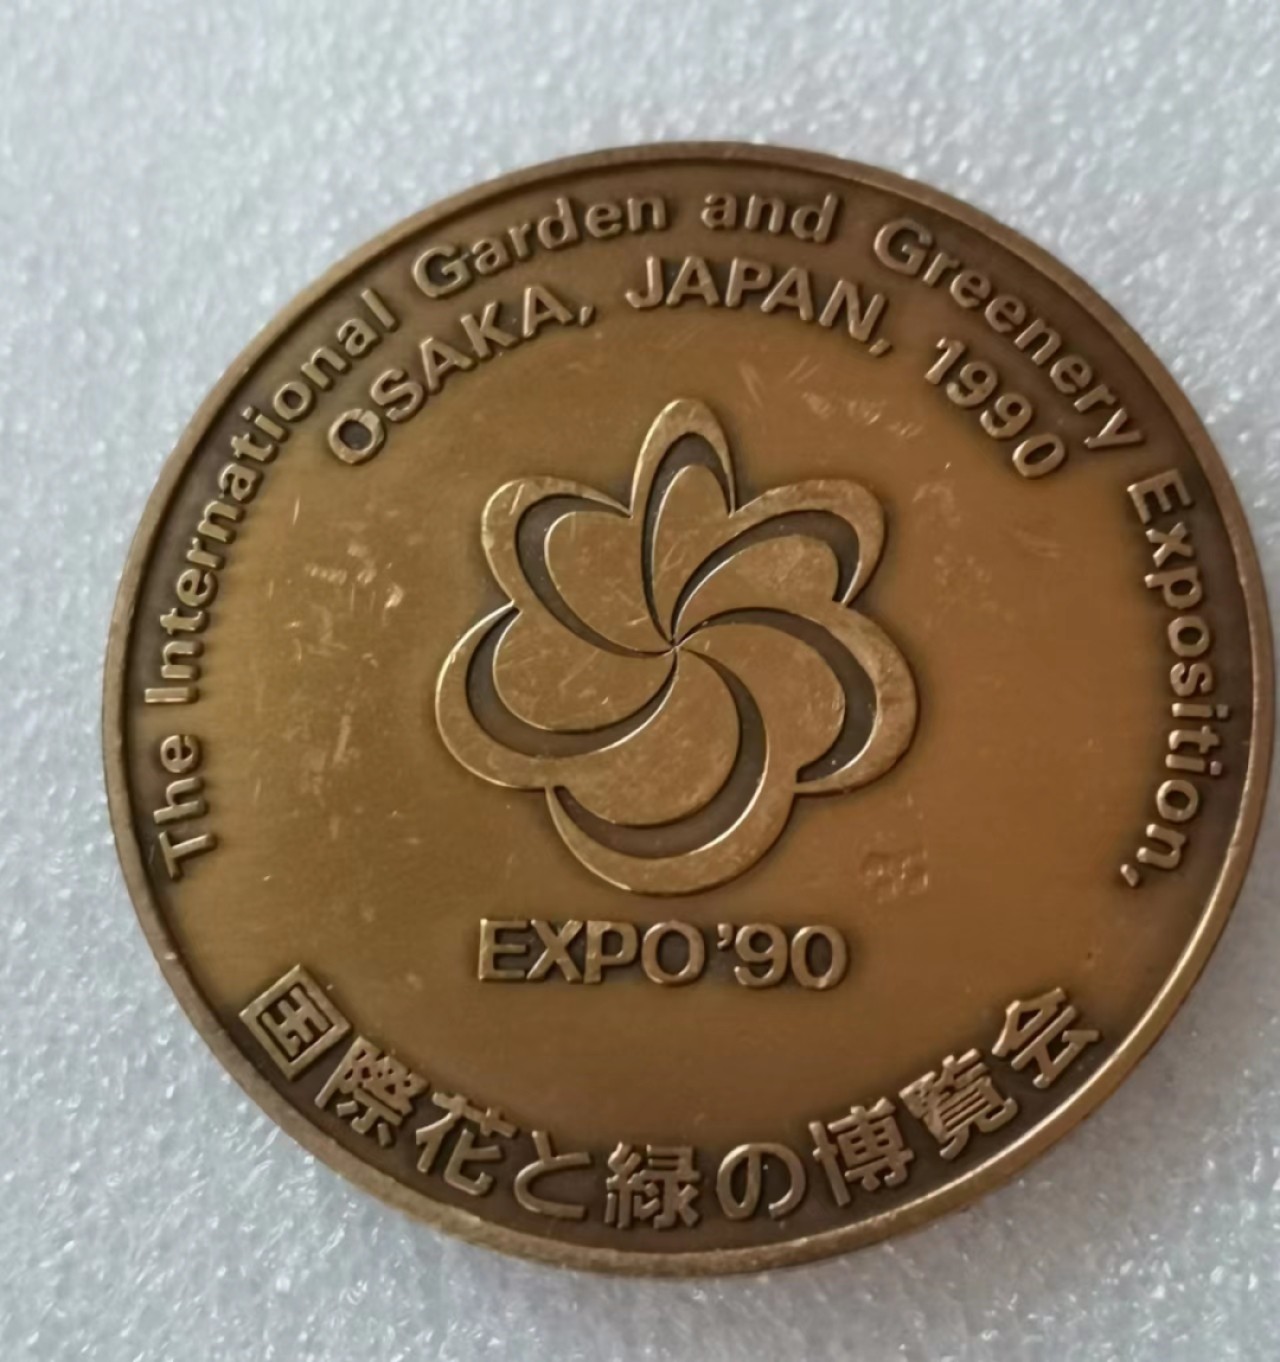 The International Garden and Greenery Exposition,
OSAKA, JAPAN, 1990
EXPO '90
国際花と緑の博覧会